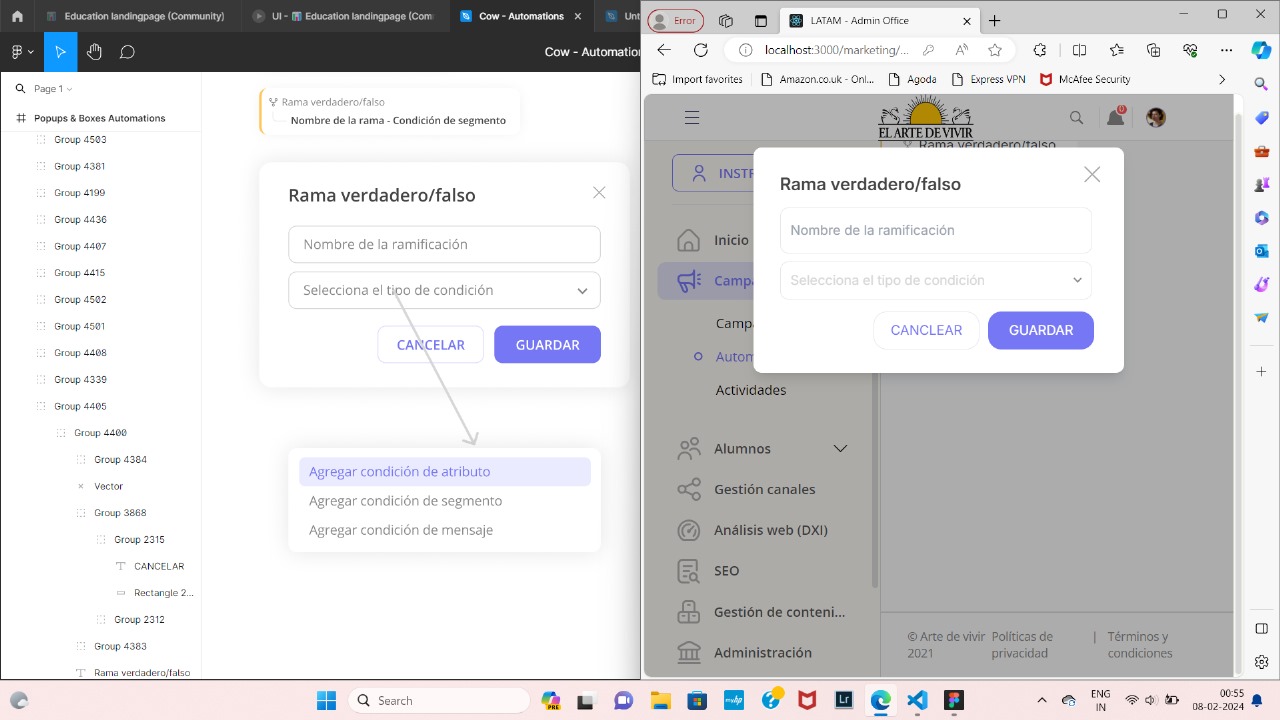 Education landingpage (Community)
UI - Education landingpage (Com
Cow - Automations
Unt
Error
LATAM - Admin Office
Cow - Automation
localhost:3000/marketing/...
Import favorites
Amazon.co.uk - Onl...
Agoda
Express VPN
McAfee Security
Page 1
Popups & Boxes Automations
Group 4503
Group 4381
Group 4199
Group 4436
Group 4407
Group 4415
Group 4502
Group 4501
Group 4408
Group 4339
Group 4405
Group 4400
Group 4384
Vector
Group 3868
Group 2315
CANCELAR
Rectangle 2...
Group 2312
Group 4383
Rama verdadero/falso
Rama verdadero/falso
Nombre de la rama - Condición de segmento
Rama verdadero/falso
Nombre de la ramificación
Selecciona el tipo de condición
CANCELAR
GUARDAR
Agregar condición de atributo
Agregar condición de segmento
Agregar condición de mensaje
EL ARTE DE VIVIR
0
Rama verdadero/falso
INSTR
Rama verdadero/falso
Nombre de la ramificación
Selecciona el tipo de condición
CANCLEAR
GUARDAR
Inicio
Campa
Campa
Autom
Actividades
Alumnos
Gestión canales
Análisis web (DXI)
SEO
Gestión de conteni...
Administración
© Arte de vivir 2021
Políticas de privacidad
|
Términos y condiciones
Search
PRE
Lr
ENG
IN
00:55
08-02-2024